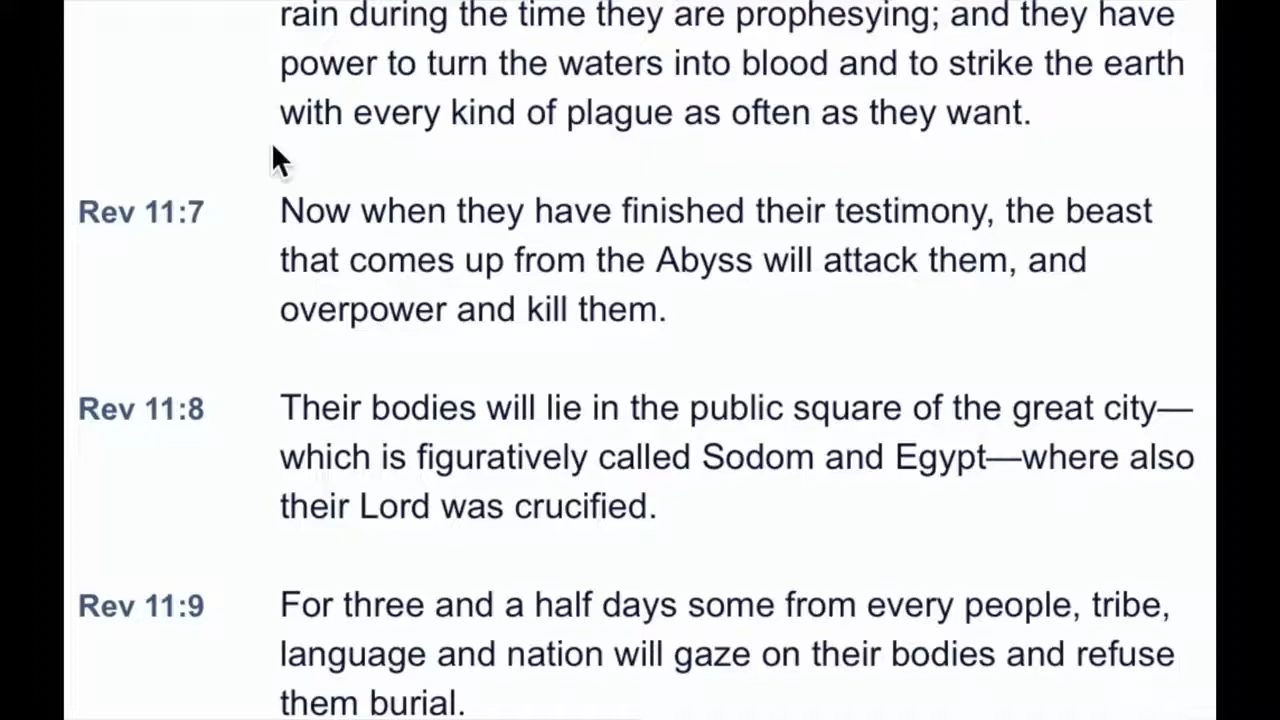 rain during the time they are prophesying; and they have
power to turn the waters into blood and to strike the earth
with every kind of plague as often as they want.
Rev 11:7 Now when they have finished their testimony, the beast
that comes up from the Abyss will attack them, and
overpower and kill them.
Rev 11:8 Their bodies will lie in the public square of the great city—
which is figuratively called Sodom and Egypt—where also
their Lord was crucified.
Rev 11:9 For three and a half days some from every people, tribe,
language and nation will gaze on their bodies and refuse
them burial.